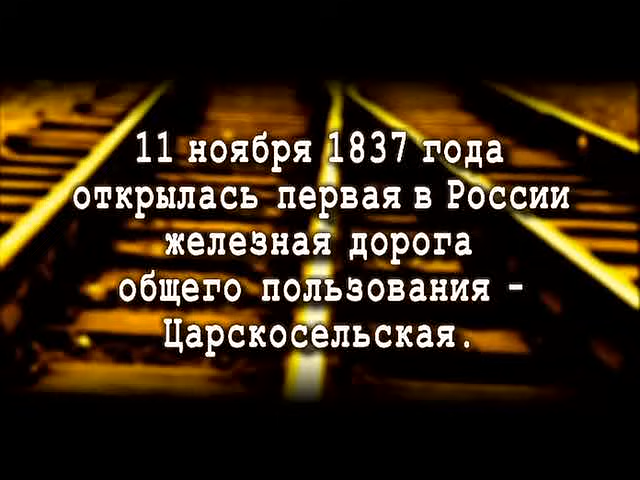 11 ноября 1837 года
открылась первая в России
железная дорога
общего пользования -
Царскосельская.